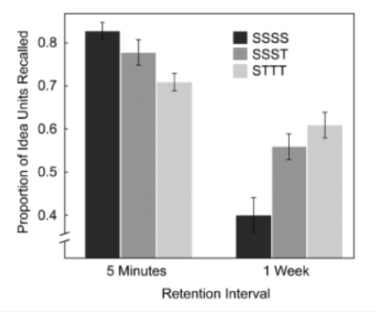 Proportion of Idea Units Recalled
0.8
0.7
0.6
0.5
0.4
SSSS
SSST
STTT
5 Minutes
1 Week
Retention Interval